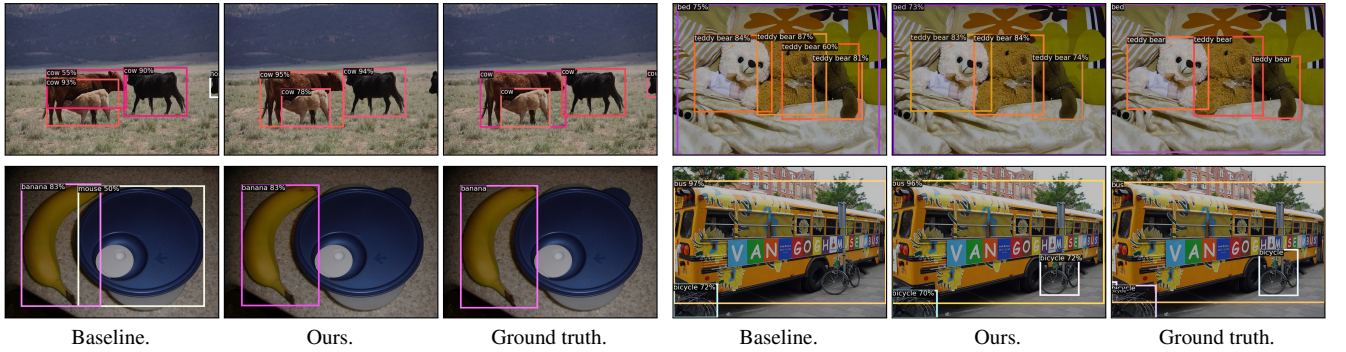 cow 55%
cow 93%
cow 90%
cow 95%
cow 94%
cow 78%
cow
cow
cow
bed 75%
teddy bear 84%
teddy bear 87%
teddy bear 60%
teddy bear 81%
bed 73%
teddy bear 83%
teddy bear 84%
teddy bear 74%
bed
teddy bear
teddy bear
teddy bear
banana 83%
mouse 50%
banana 83%
banana
bus 97%
VAN GOGH MUSEUMBUS
bicycle 72%
bus 96%
VAN GOGH
bicycle 72%
bicycle 70%
bus
VAN GOGH
bicycle
bicycle
Baseline.
Ours.
Ground truth.
Baseline.
Ours.
Ground truth.